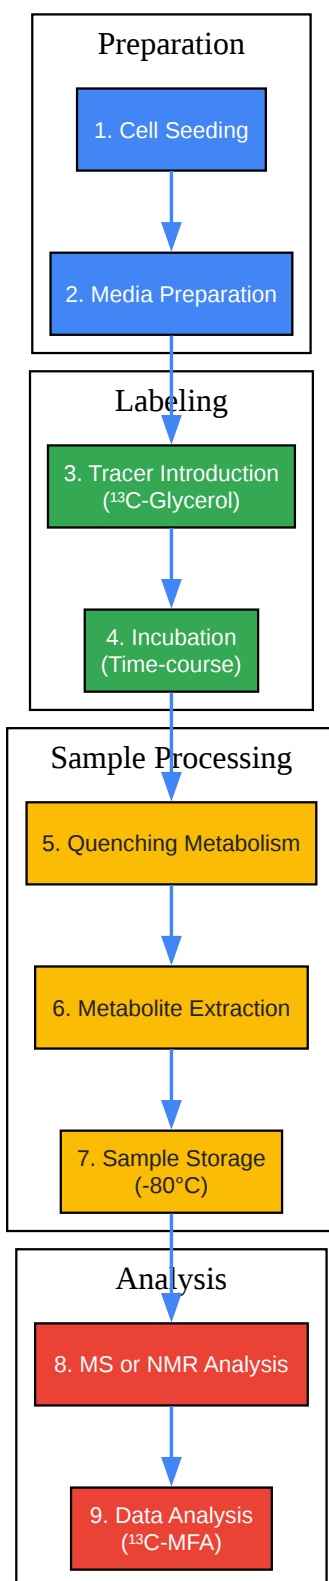 Preparation
1. Cell Seeding
2. Media Preparation
Labeling
3. Tracer Introduction
(¹³C-Glycerol)
4. Incubation
(Time-course)
Sample Processing
5. Quenching Metabolism
6. Metabolite Extraction
7. Sample Storage
(-80°C)
Analysis
8. MS or NMR Analysis
9. Data Analysis
(¹³C-MFA)